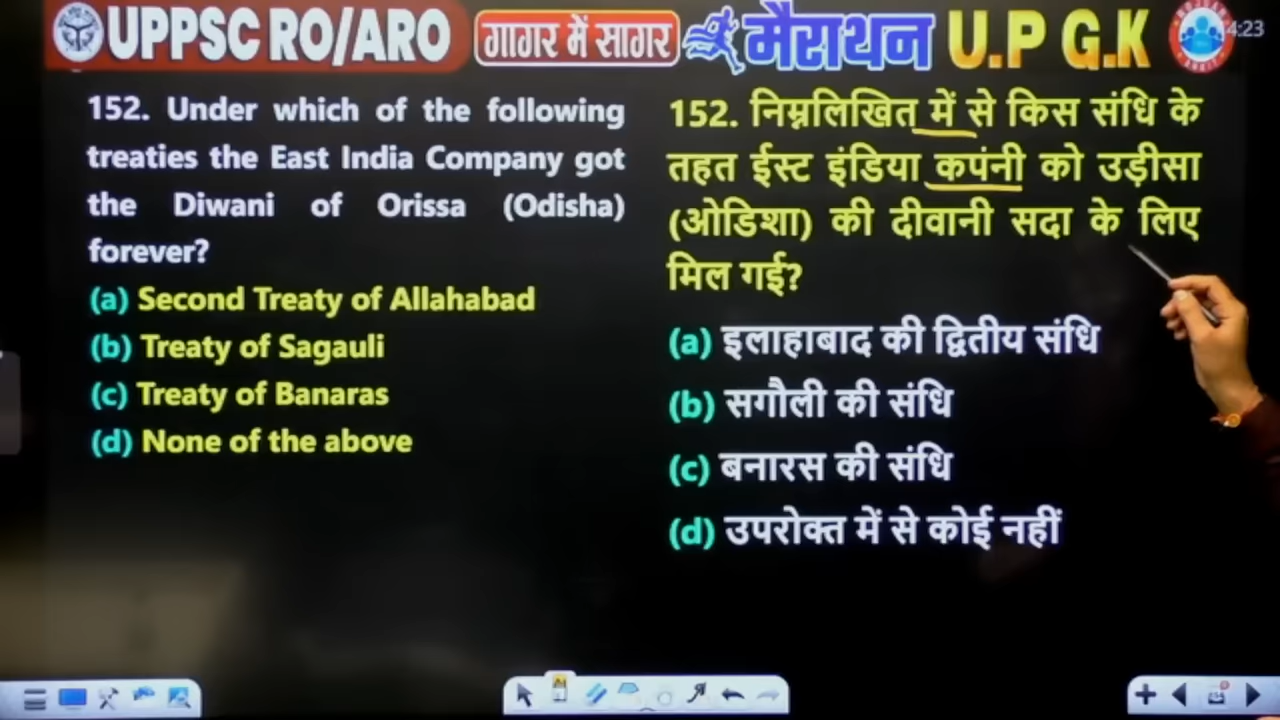 UPPSC RO/ARO गागर में सागर मैराथन U.P G.K
4:23
152. Under which of the following
treaties the East India Company got
the Diwani of Orissa (Odisha)
forever?
(a) Second Treaty of Allahabad
(b) Treaty of Sagauli
(c) Treaty of Banaras
(d) None of the above
152. निम्नलिखित में से किस संधि के
तहत ईस्ट इंडिया कपंनी को उड़ीसा
(ओडिशा) की दीवानी सदा के लिए
मिल गई?
(a) इलाहाबाद की द्वितीय संधि
(b) सगौली की संधि
(c) बनारस की संधि
(d) उपरोक्त में से कोई नहीं